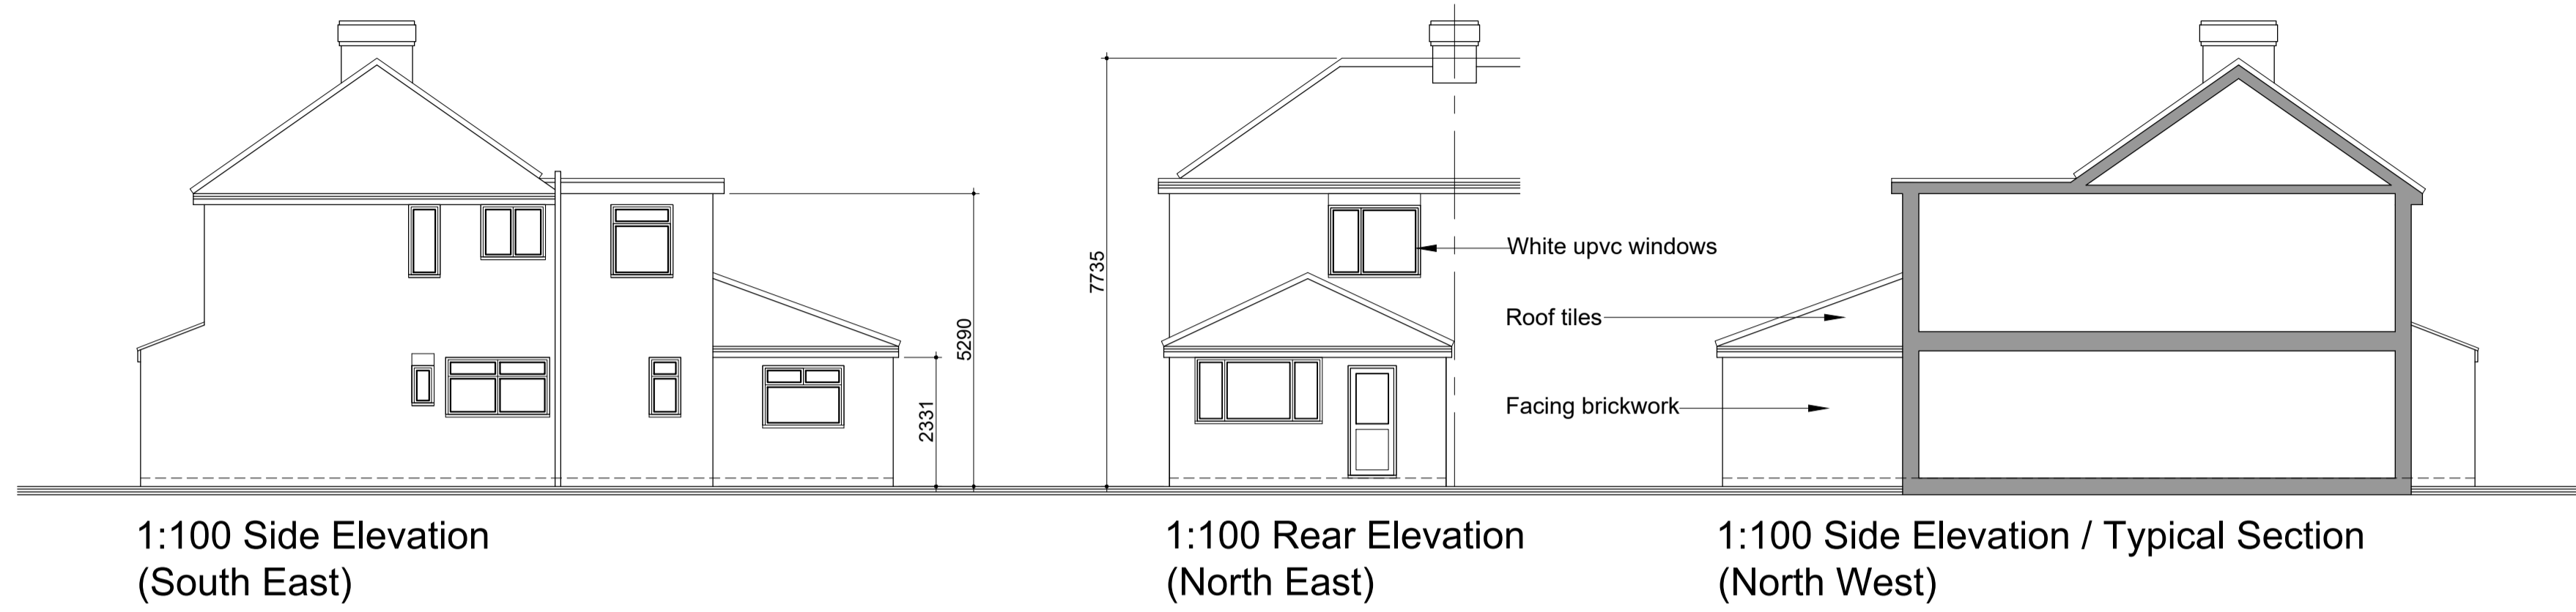 2331
5290
1:100 Side Elevation
(South East)
7735
White upvc windows
Roof tiles
Facing brickwork
1:100 Rear Elevation
(North East)
1:100 Side Elevation / Typical Section
(North West)